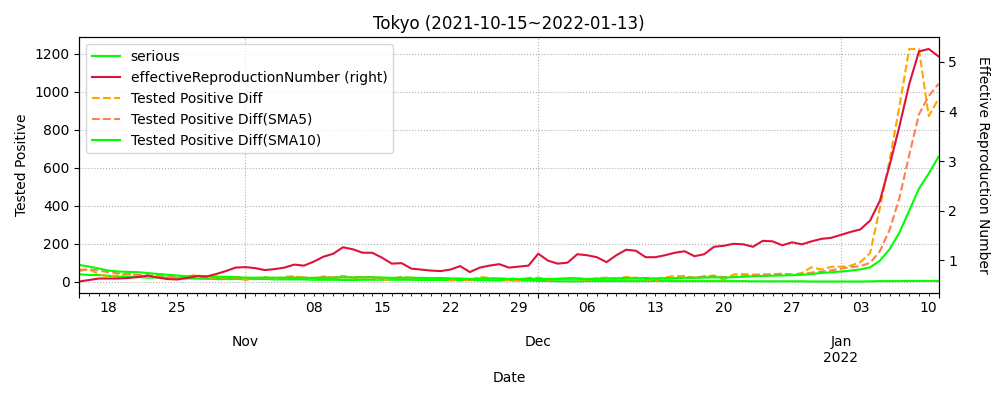 Tokyo (2021-10-15~2022-01-13)
serious
effectiveReproductionNumber (right)
Tested Positive Diff
Tested Positive Diff(SMA5)
Tested Positive Diff(SMA10)
Tested Positive
1200
1000
800
600
400
200
0
5
4
3
2
1
Effective Reproduction Number
18 25 08 15 22 29 06 13 20 27 03 10
Nov Dec Jan
2022
Date